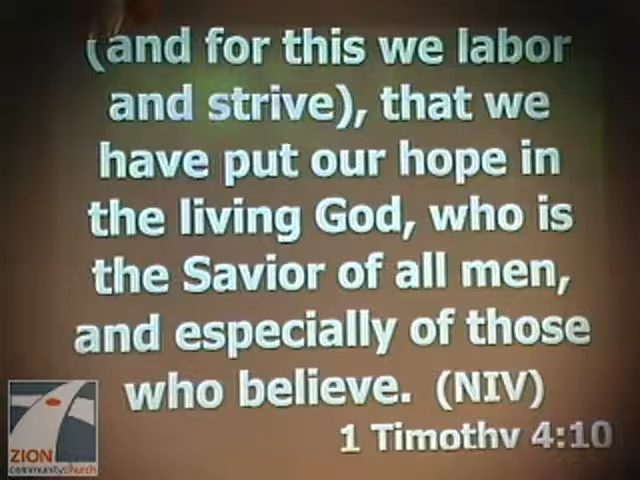 (and for this we labor
and strive), that we
have put our hope in
the living God, who is
the Savior of all men,
and especially of those
who believe. (NIV)
1 Timothy 4:10
ZION
communitychurch